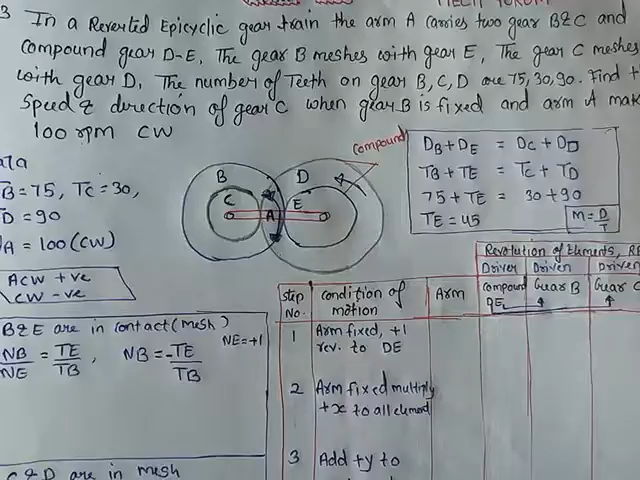 3 In a Reverted Epicyclic gear train the arm A carries two gear B&C and
compound gear D-E, The gear B meshes with gear E, The gear C meshes
with gear D, The number of Teeth on gear B, C, D are 75, 30, 90. Find
Speed & direction of gear C when gear B is fixed and arm A
100 rpm CW
compound
TB=75, TC=30,
TD=90
A=100 (CW)
ACW +ve
CW -ve
B
D
C
A
E
DB+DE = DC+DD
TB+TE = TC+TD
75+TE = 30+90
TE=45
M=D/T
B&E are in contact (mesh)
NB/NE = TE/TB, NB=-TE/TB
NE=+1
C&D are in mesh
Revolution of Elements,
Step No.
condition of motion
Arm
Driver
compound DE
Driven
Gear B
Driven
Gear C
1 Arm fixed, +1
rev. to DE
2 Arm fixed multiply
+x to all element
3 Add +y to